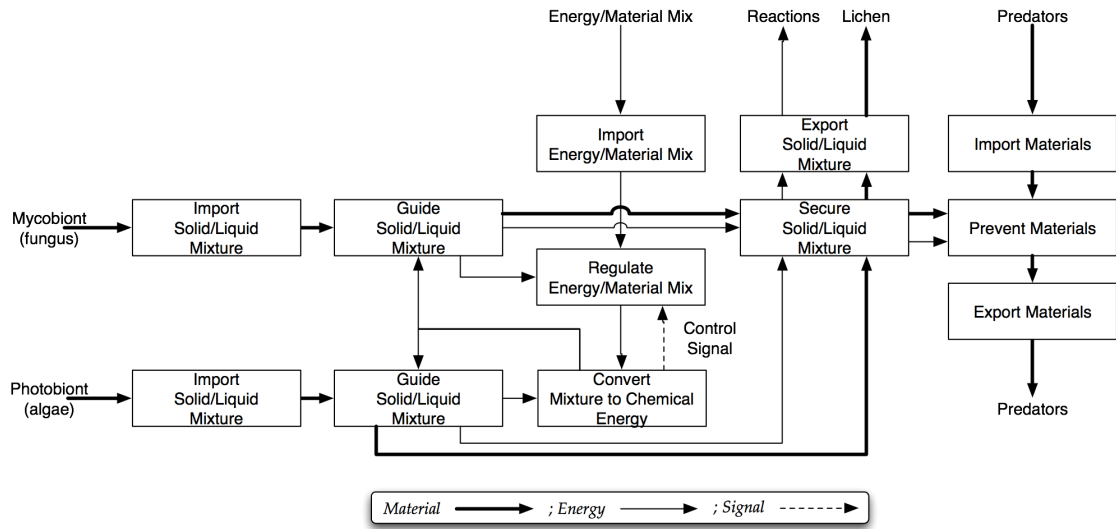 Energy/Material Mix
Reactions
Lichen
Predators
Import
Energy/Material Mix
Export
Solid/Liquid
Mixture
Import Materials
Mycobiont
(fungus)
Import
Solid/Liquid
Mixture
Guide
Solid/Liquid
Mixture
Secure
Solid/Liquid
Mixture
Prevent Materials
Regulate
Energy/Material Mix
Export Materials
Control
Signal
Photobiont
(algae)
Import
Solid/Liquid
Mixture
Guide
Solid/Liquid
Mixture
Convert
Mixture to Chemical
Energy
Predators
Material ; Energy ; Signal